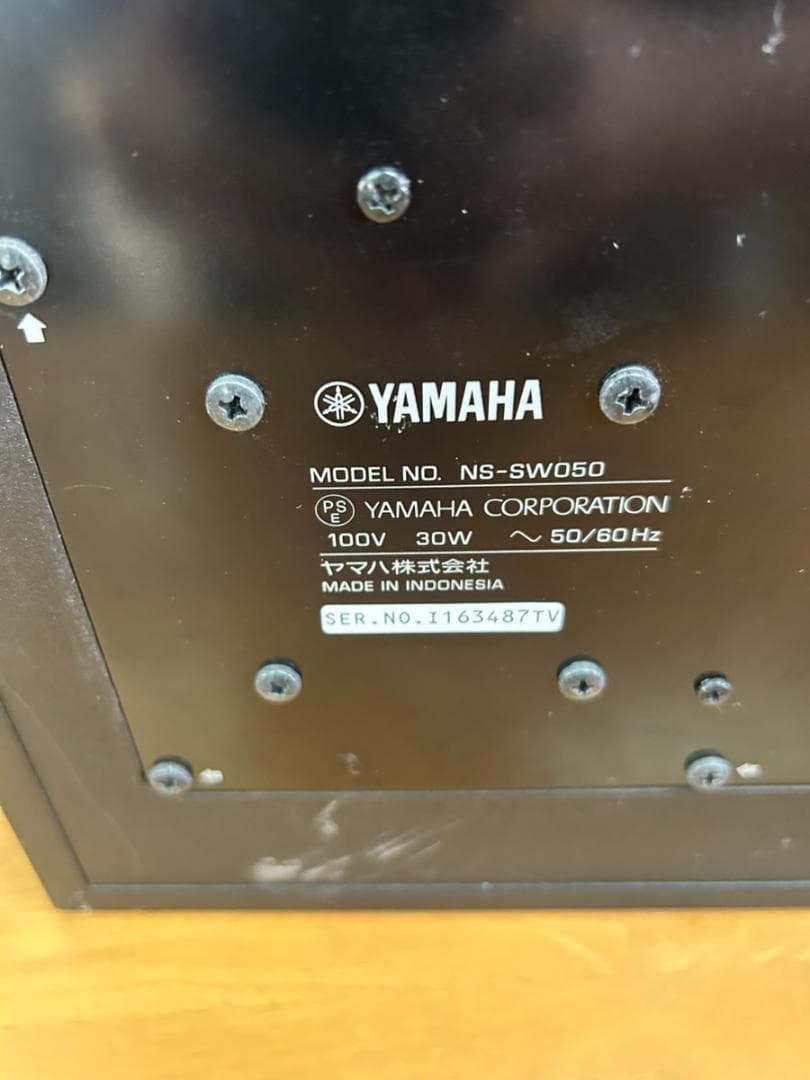 YAMAHA
MODEL NO. NS-SW050
PSE YAMAHA CORPORATION
100V 30W ~ 50/60Hz
ヤマハ株式会社
MADE IN INDONESIA
SER.NO.I163487TV